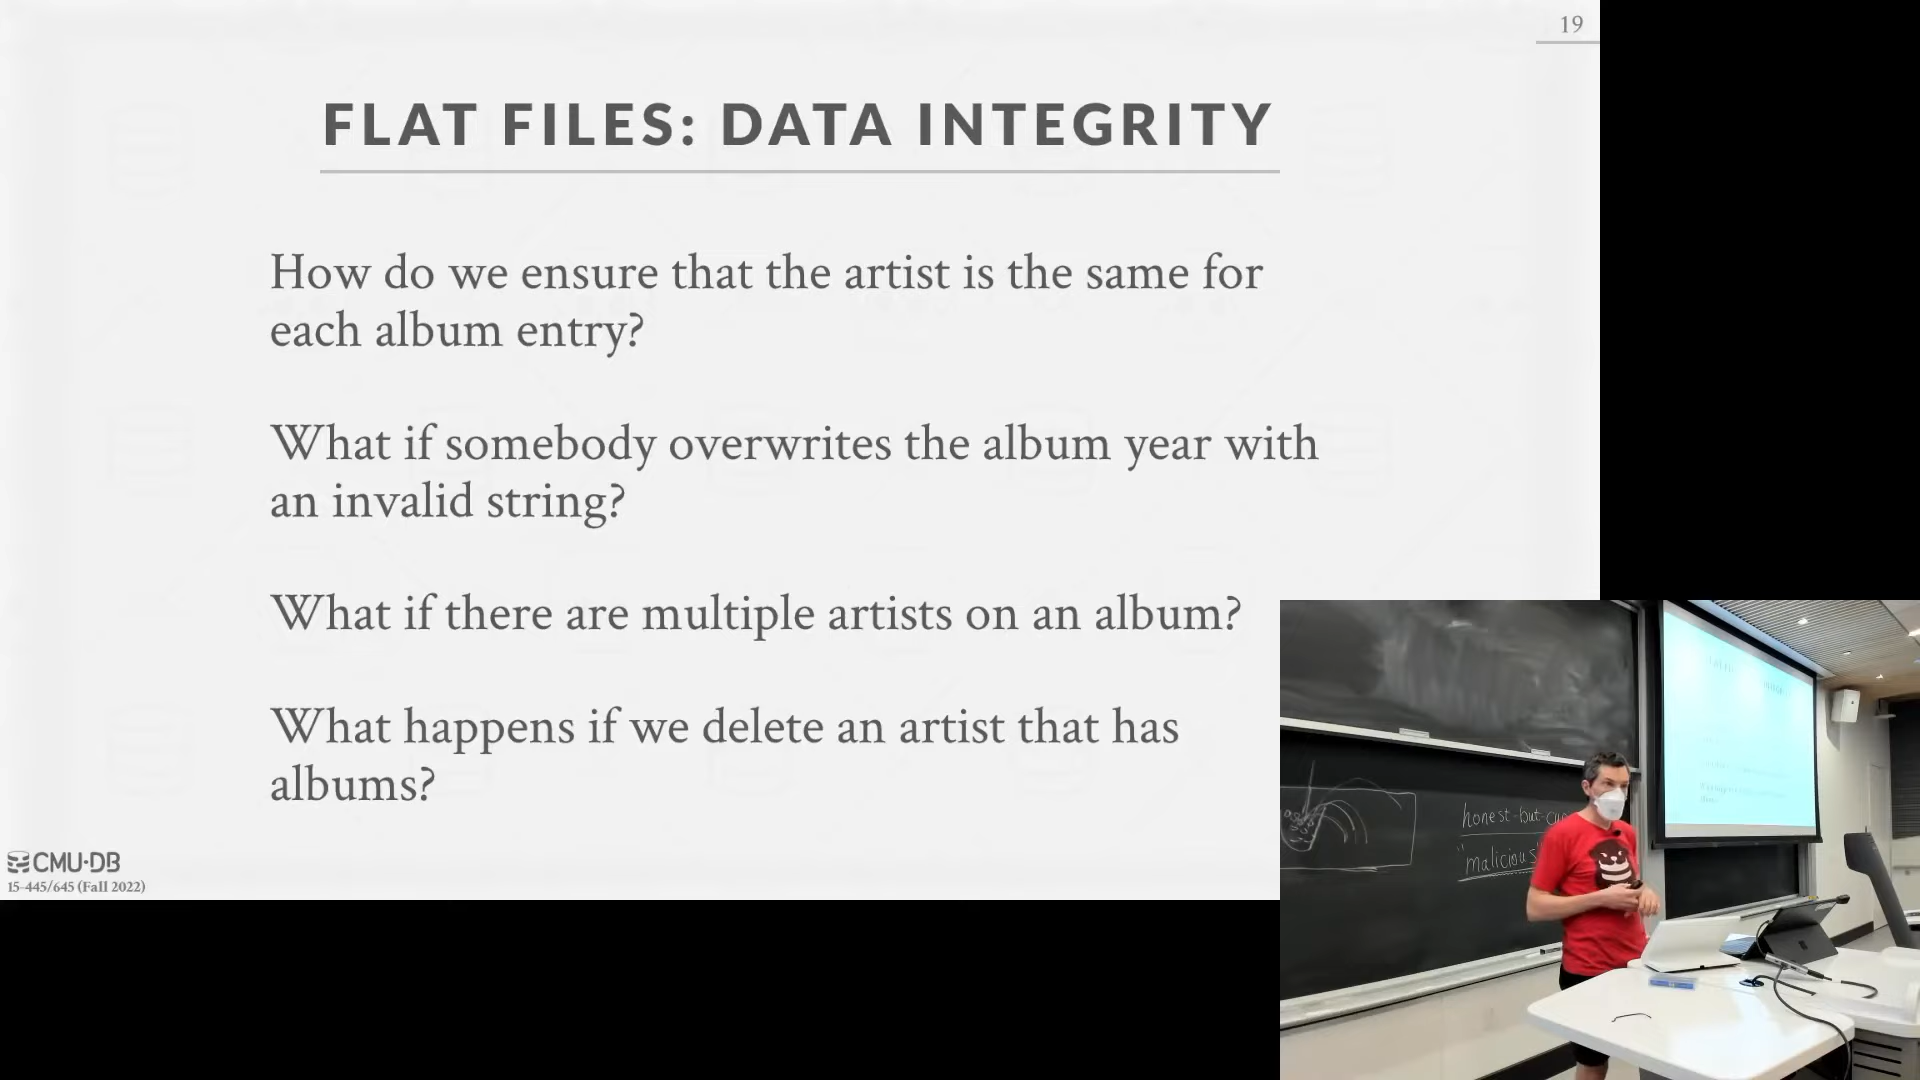 19
FLAT FILES: DATA INTEGRITY
How do we ensure that the artist is the same for
each album entry?
What if somebody overwrites the album year with
an invalid string?
What if there are multiple artists on an album?
What happens if we delete an artist that has
albums?
CMU·DB
15-445/645 (Fall 2022)
honest-but-
"malicious"